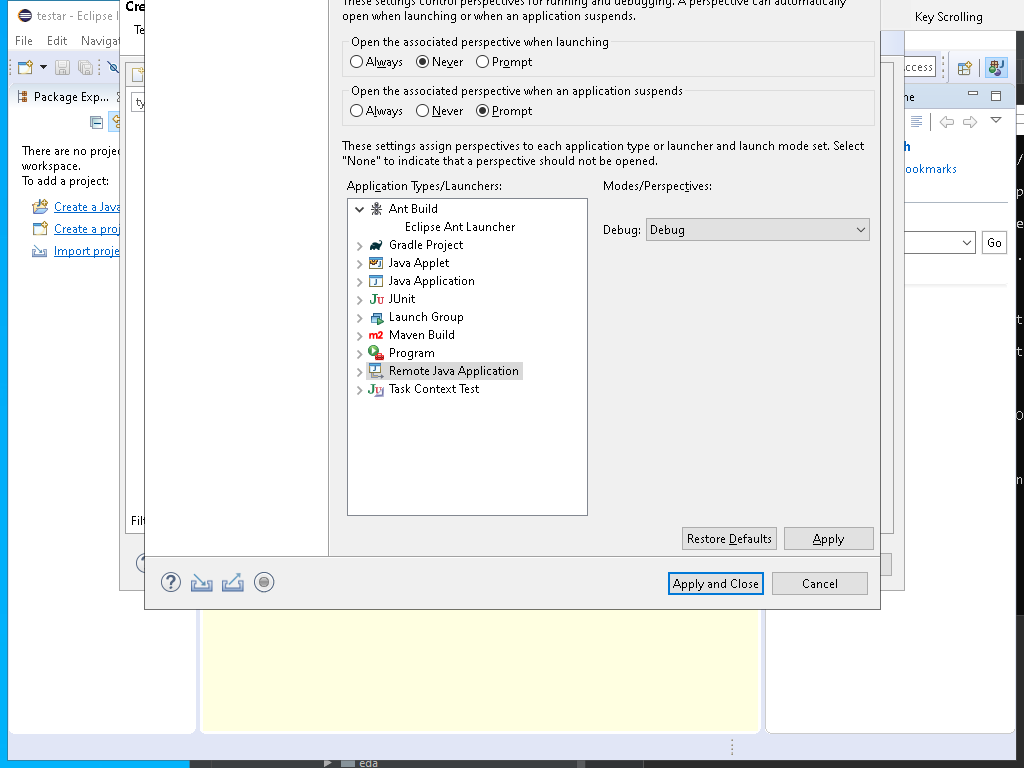 testar - Eclipse I
File Edit Navigat
Cre
Te
Key Scrolling
These settings control perspectives for running and debugging. A perspective can automatically
open when launching or when an application suspends.
Open the associated perspective when launching
Always Never Prompt
Open the associated perspective when an application suspends
Always Never Prompt
These settings assign perspectives to each application type or launcher and launch mode set. Select
"None" to indicate that a perspective should not be opened.
Application Types/Launchers:
Modes/Perspectives:
Ant Build
Eclipse Ant Launcher
Gradle Project
Java Applet
Java Application
JUnit
Launch Group
Maven Build
Program
Remote Java Application
Task Context Test
Debug: Debug
Restore Defaults Apply
Apply and Close Cancel
Package Exp...
ty
There are no proje
workspace.
To add a project:
Create a Java
Create a proj
Import proje
Filt
ccess
ne
h
ookmarks
Go
eda